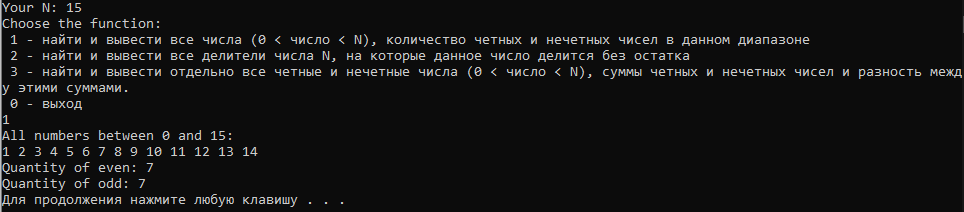 Your N: 15
Choose the function:
1 - найти и вывести все числа (0 < число < N), количество четных и нечетных чисел в данном диапазоне
2 - найти и вывести все делители числа N, на которые данное число делится без остатка
3 - найти и вывести отдельно все четные и нечетные числа (0 < число < N), суммы четных и нечетных чисел и разность межд
у этими суммами.
0 - выход
1
All numbers between 0 and 15:
1 2 3 4 5 6 7 8 9 10 11 12 13 14
Quantity of even: 7
Quantity of odd: 7
Для продолжения нажмите любую клавишу . . .